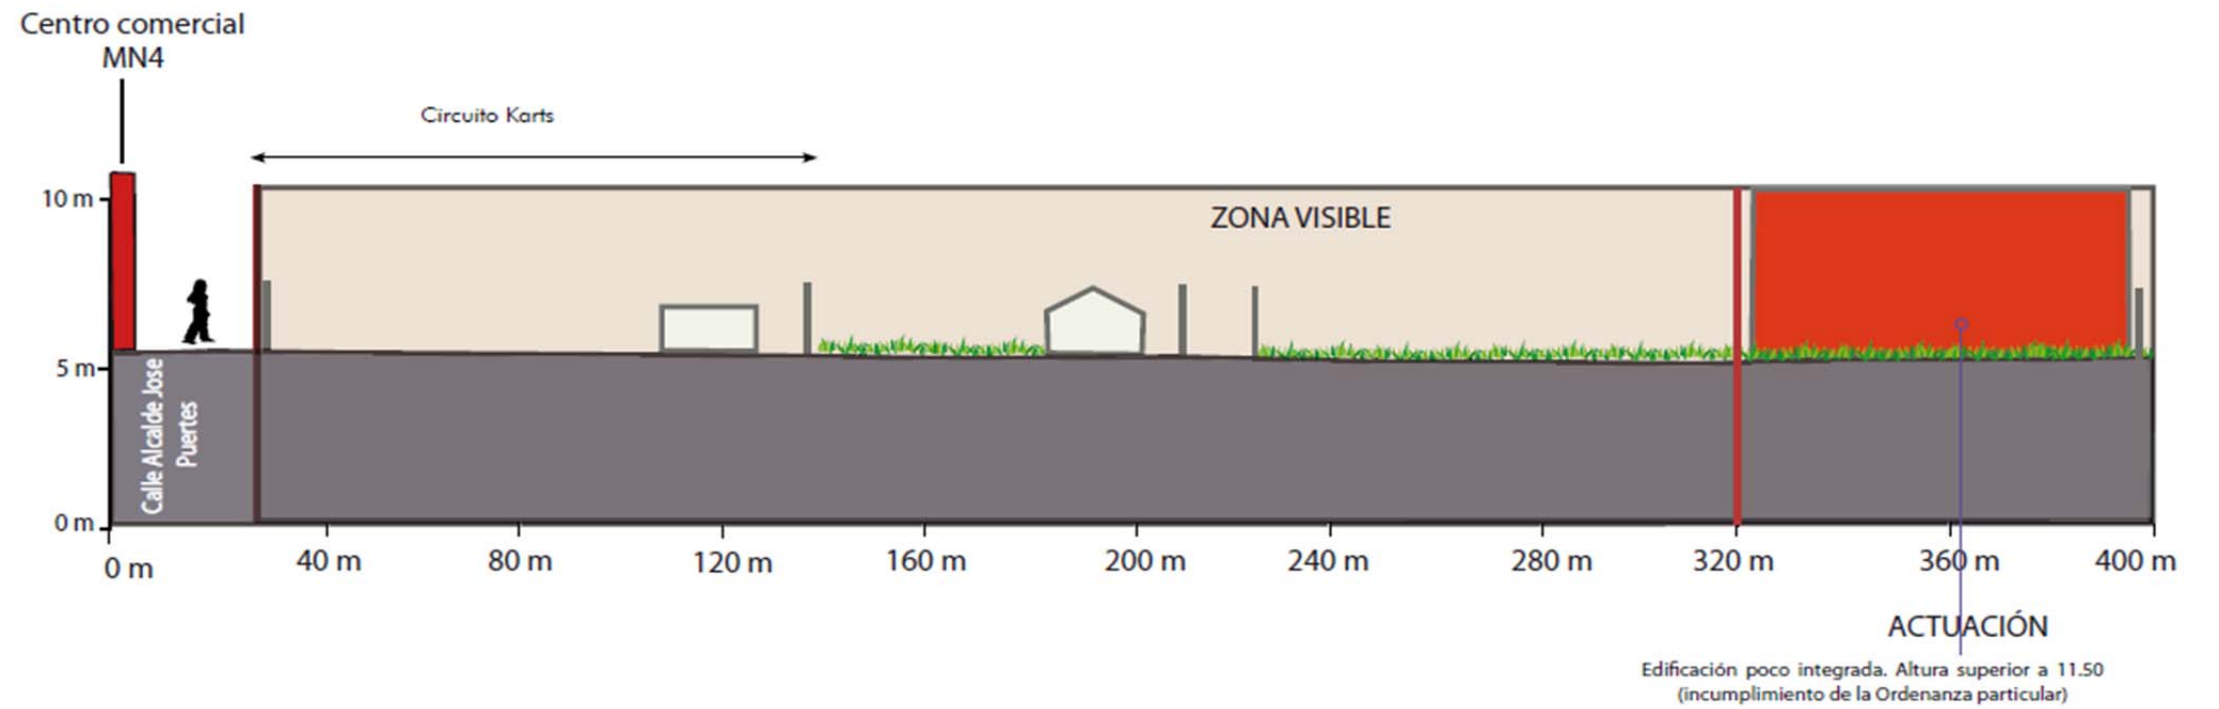 Centro comercial
MN4
Circuito Karts
10 m
ZONA VISIBLE
5 m
Calle Alcalde Jose
Puertes
0 m
0 m
40 m
80 m
120 m
160 m
200 m
240 m
280 m
320 m
360 m
400 m
ACTUACIÓN
Edificación poco integrada. Altura superior a 11.50
(incumplimiento de la Ordenanza particular)